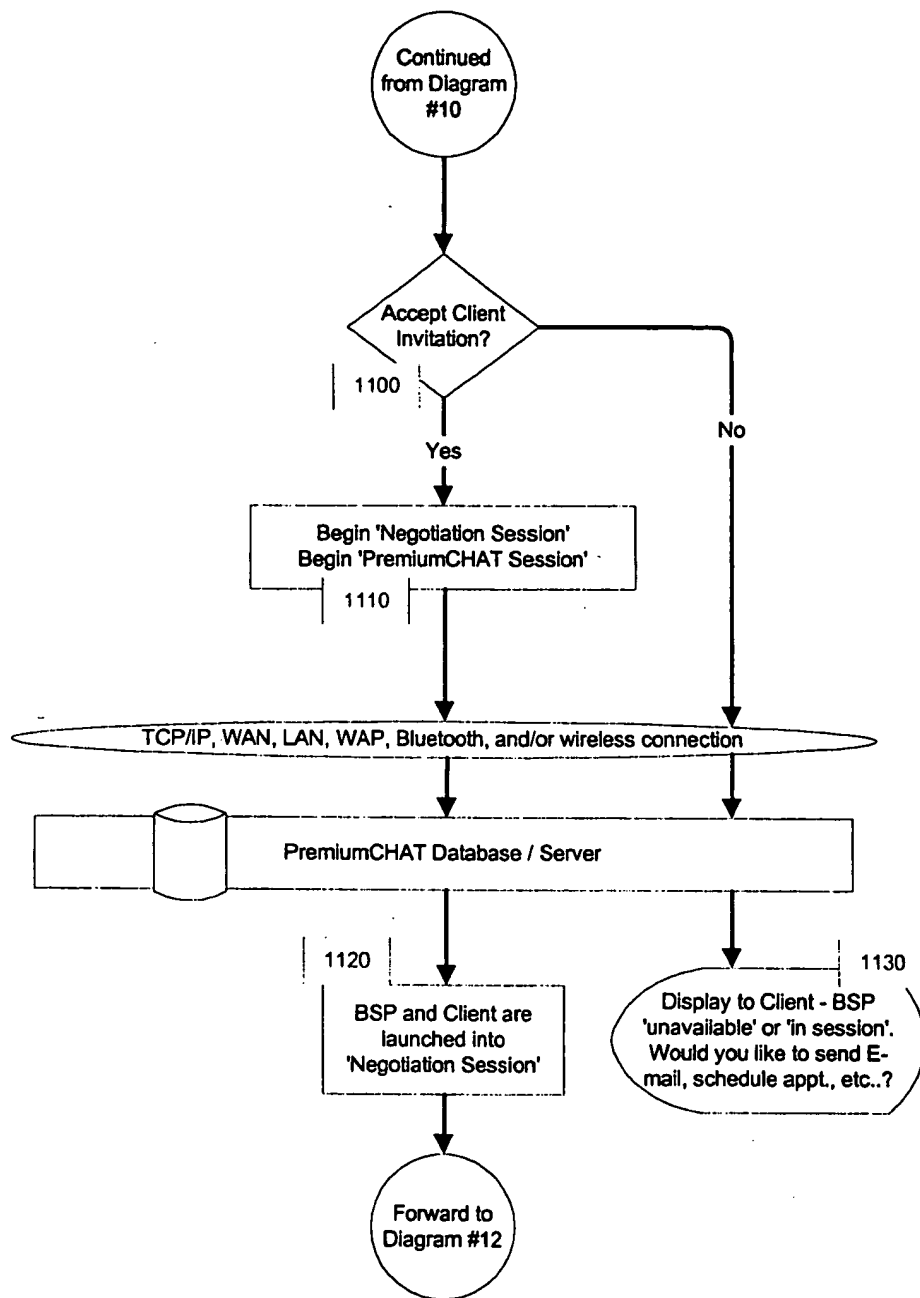 Continued
from Diagram
#10
Accept Client
Invitation?
1100
Yes
No
Begin 'Negotiation Session'
Begin 'PremiumCHAT Session'
1110
TCP/IP, WAN, LAN, WAP, Bluetooth, and/or wireless connection
PremiumCHAT Database / Server
1120
BSP and Client are
launched into
'Negotiation Session'
1130
Display to Client - BSP
'unavailable' or 'in session'.
Would you like to send E-
mail, schedule appt., etc..?
Forward to
Diagram #12